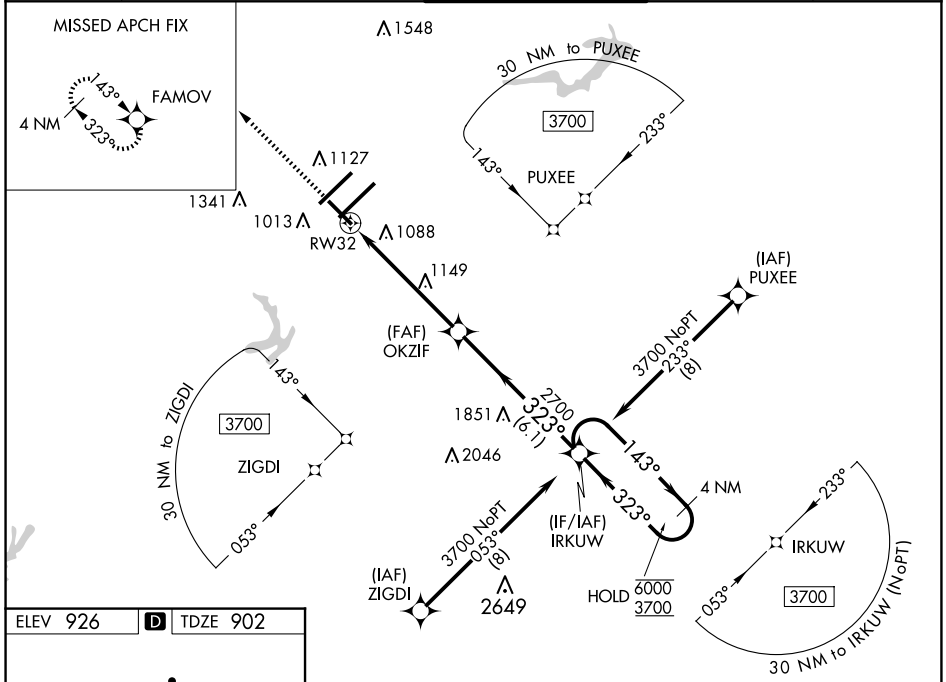 MISSED APCH FIX
143°
FAMOV
4 NM
323°
1548
30 NM to PUXEE
3700
143°
233°
PUXEE
1127
1341
1013
RW32
1088
1149
(FAF)
OKZIF
(IAF)
PUXEE
3700 NoPT
233°
(8)
30 NM to ZIGDI
143°
3700
ZIGDI
053°
2700
323°
(6.1)
1851
2046
143°
323°
4 NM
(IF/IAF)
IRKUW
3700 NoPT
053°
(8)
(IAF)
ZIGDI
2649
HOLD
6000
3700
233°
IRKUW
053°
3700
30 NM to IRKUW (NoPT)
ELEV 926
D
TDZE 902